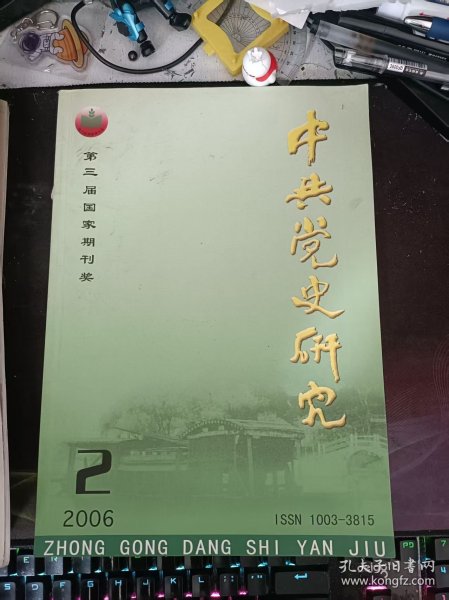 第三届国家期刊奖
中共党史研究
2
2006
ISSN 1003-3815
ZHONG GONG DANG SHI YAN JIU
孔夫子旧书网
www.kongfz.com